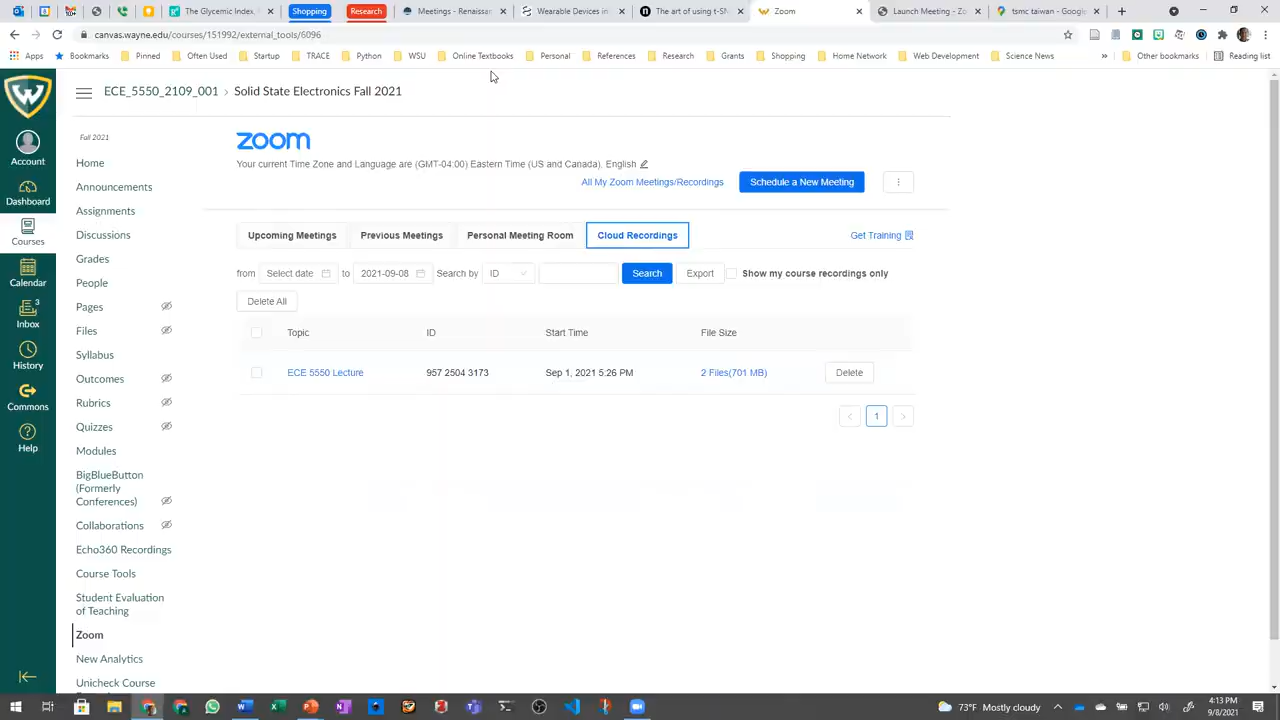 Shopping
Research
The Glycemic Index
Meetings - Renaissan
Wearable Devices in
The art of using t-SN
Zoom
Launch Meeting - Zo
taiwan - Google
canvas.wayne.edu/courses/151992/external_tools/6096
Apps Bookmarks Pinned Often Used Startup TRACE Python WSU Online Textbooks Personal References Research Grants Shopping Home Network Web Development Science News » Other bookmarks Reading list
ECE_5550_2109_001 › Solid State Electronics Fall 2021
Account
Dashboard
Courses
Calendar
3
Inbox
History
Commons
Help
Fall 2021
Home
Announcements
Assignments
Discussions
Grades
People
Pages
Files
Syllabus
Outcomes
Rubrics
Quizzes
Modules
BigBlueButton
(Formerly
Conferences)
Collaborations
Echo360 Recordings
Course Tools
Student Evaluation
of Teaching
Zoom
New Analytics
Unicheck Course
zoom
Your current Time Zone and Language are (GMT-04:00) Eastern Time (US and Canada), English
All My Zoom Meetings/Recordings
Schedule a New Meeting
Upcoming Meetings Previous Meetings Personal Meeting Room Cloud Recordings
Get Training
from Select date to 2021-09-08 Search by ID Search Export Show my course recordings only
Delete All
Topic ID Start Time File Size
ECE 5550 Lecture 957 2504 3173 Sep 1, 2021 5:26 PM 2 Files(701 MB) Delete
1
73°F Mostly cloudy
4:13 PM
9/8/2021